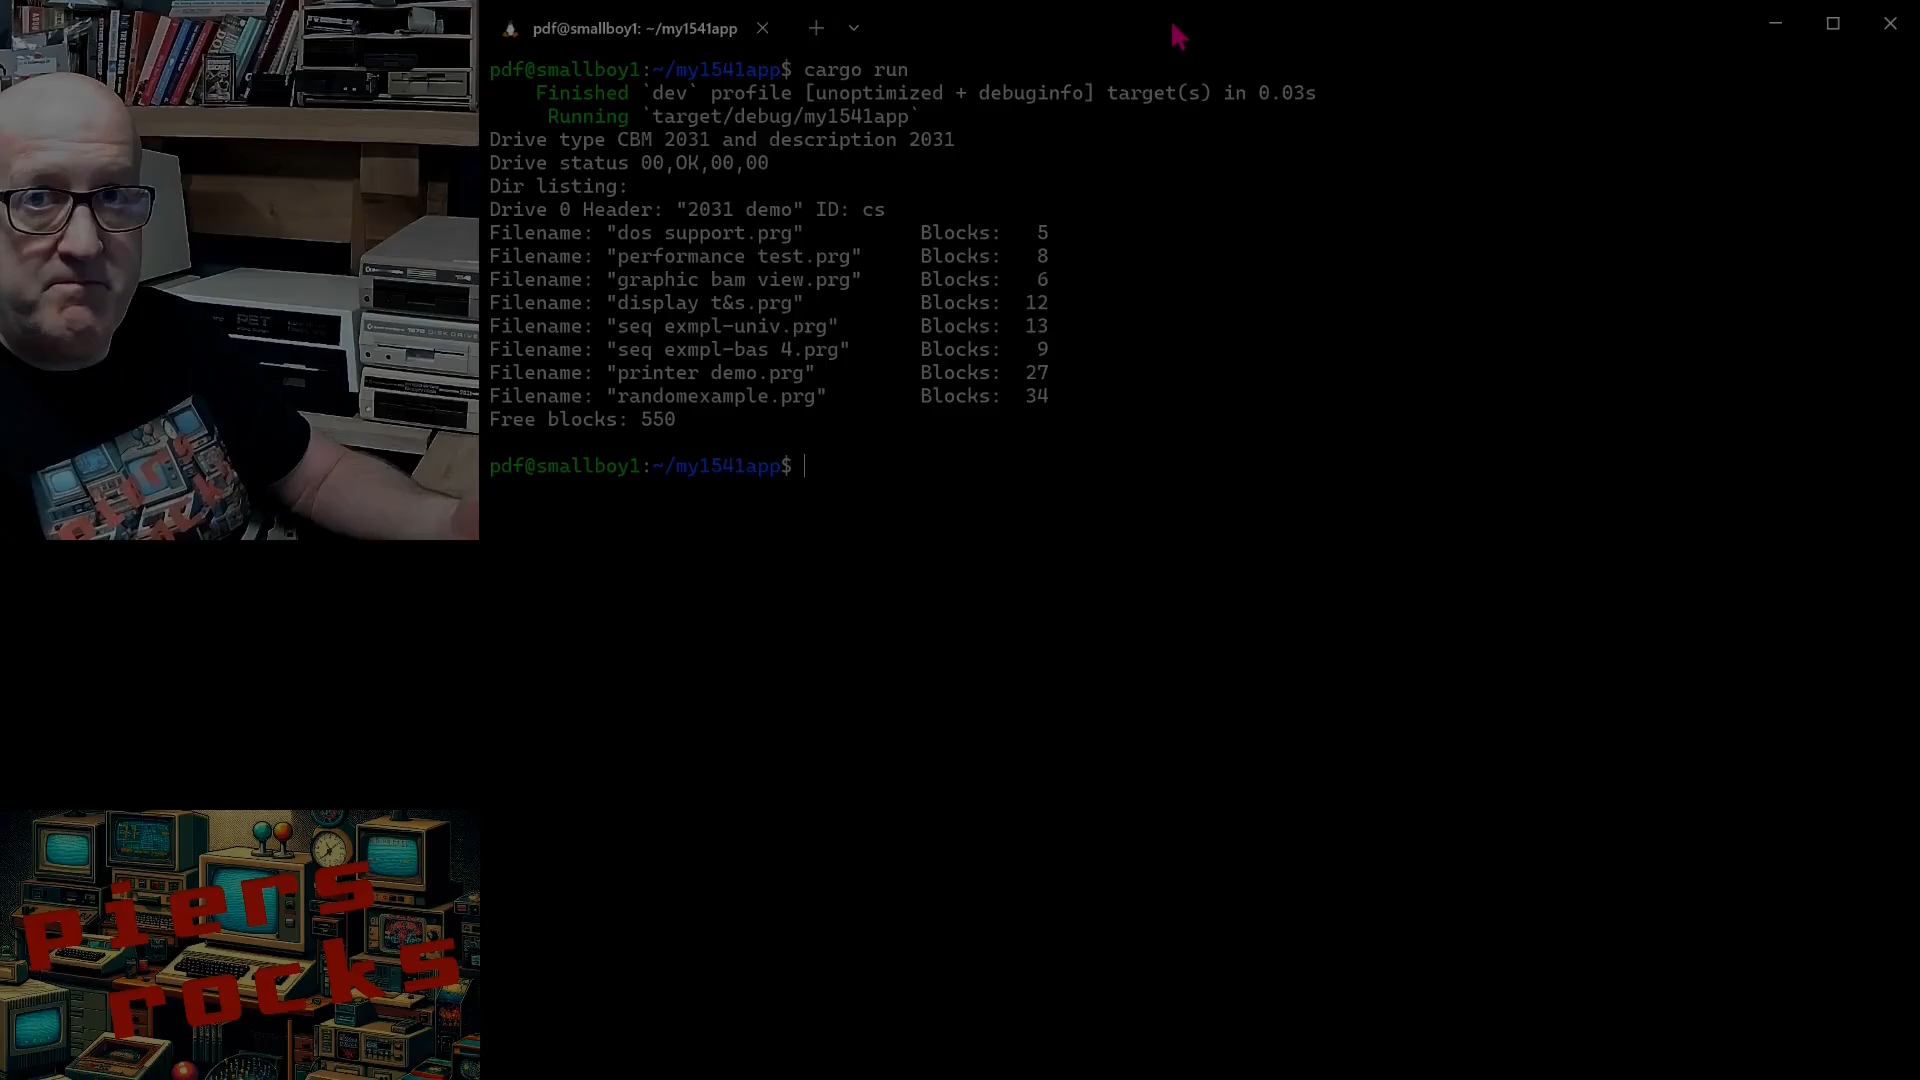 pdf@smallboy1: ~/my1541app
pdf@smallboy1:~/my1541app$ cargo run
    Finished `dev` profile [unoptimized + debuginfo] target(s) in 0.03s
     Running `target/debug/my1541app`
Drive type CBM 2031 and description 2031
Drive status 00,OK,00,00
Dir listing:
Drive 0 Header: "2031 demo" ID: cs
Filename: "dos support.prg"          Blocks:   5
Filename: "performance test.prg"     Blocks:   8
Filename: "graphic bam view.prg"     Blocks:   6
Filename: "display t&s.prg"          Blocks:  12
Filename: "seq exmpl-univ.prg"       Blocks:  13
Filename: "seq exmpl-bas 4.prg"      Blocks:   9
Filename: "printer demo.prg"         Blocks:  27
Filename: "randomexample.prg"        Blocks:  34
Free blocks: 550
pdf@smallboy1:~/my1541app$
PET
piers
rocks